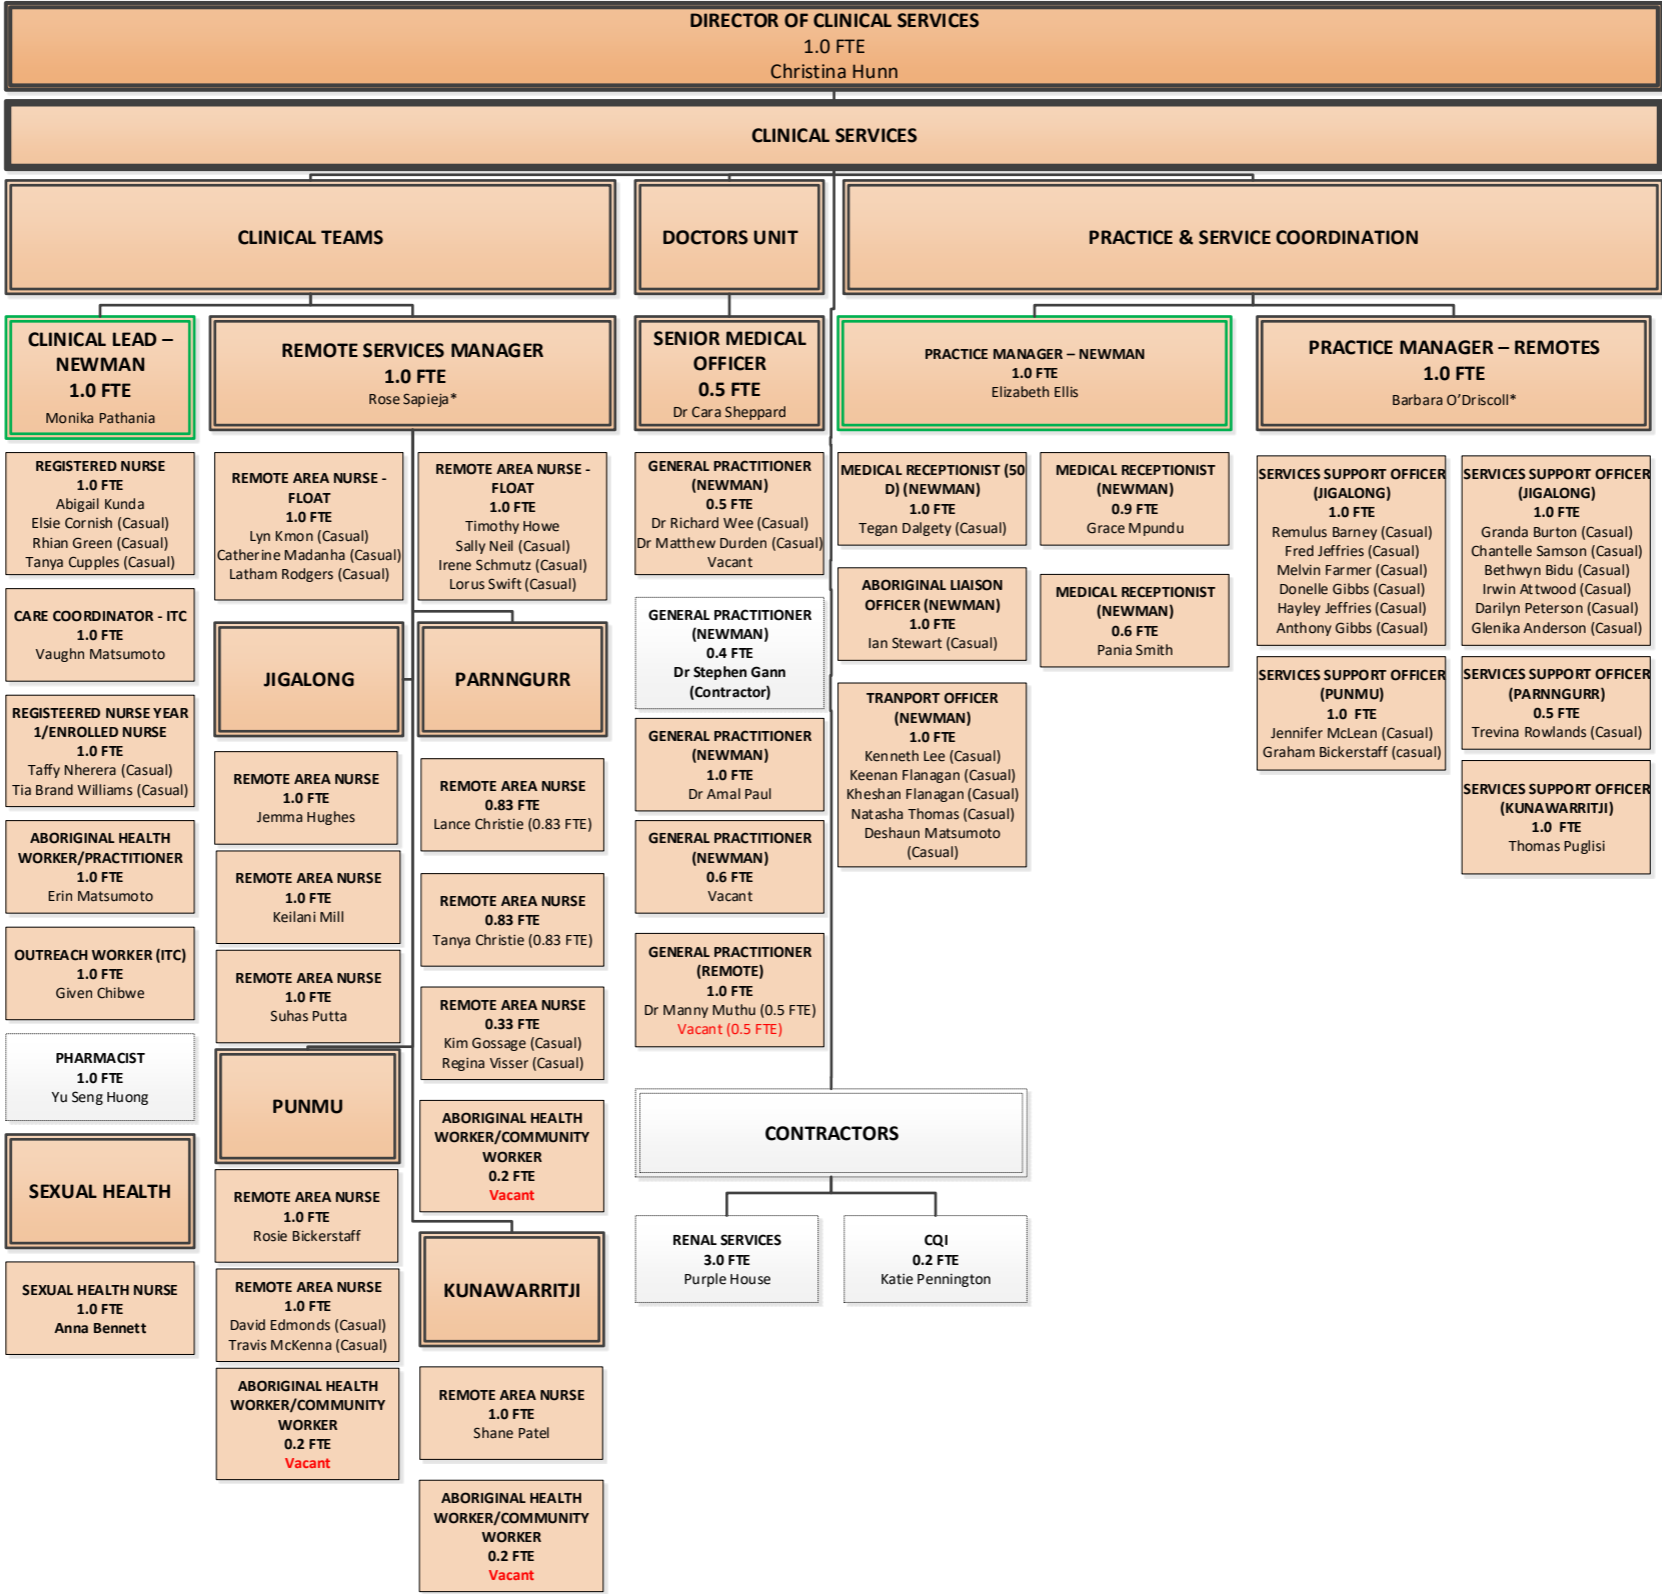 DIRECTOR OF CLINICAL SERVICES
1.0 FTE
Christina Hunn
CLINICAL SERVICES
CLINICAL TEAMS
DOCTORS UNIT
PRACTICE & SERVICE COORDINATION
CLINICAL LEAD –
NEWMAN
1.0 FTE
Monika Pathania
REMOTE SERVICES MANAGER
1.0 FTE
Rose Sapieja*
SENIOR MEDICAL
OFFICER
0.5 FTE
Dr Cara Sheppard
PRACTICE MANAGER – NEWMAN
1.0 FTE
Elizabeth Ellis
PRACTICE MANAGER – REMOTES
1.0 FTE
Barbara O’Driscoll*
REGISTERED NURSE
1.0 FTE
Abigail Kunda
Elsie Cornish (Casual)
Rhian Green (Casual)
Tanya Cupples (Casual)
CARE COORDINATOR - ITC
1.0 FTE
Vaughn Matsumoto
REGISTEERED NURSE YEAR
1/ENROLLED NURSE
1.0 FTE
Taffy Nherera (Casual)
Tia Brand Williams (Casual)
ABORIGINAL HEALTH
WORKER/PRACTITIONER
1.0 FTE
Erin Matsumoto
OUTREACH WORKER (ITC)
1.0 FTE
Given Chibwe
PHARMACIST
1.0 FTE
Yu Seng Huong
SEXUAL HEALTH
SEXUAL HEALTH NURSE
1.0 FTE
Anna Bennett
REMOTE AREA NURSE -
FLOAT
1.0 FTE
Lyn Kmon (Casual)
Catherine Madanha (Casual)
Latham Rodgers (Casual)
REMOTE AREA NURSE -
FLOAT
1.0 FTE
Timothy Howe
Sally Neil (Casual)
Irene Schmutz (Casual)
Lorus Swift (Casual)
JIGALONG
REMOTE AREA NURSE
1.0 FTE
Jemma Hughes
REMOTE AREA NURSE
1.0 FTE
Keilani Mill
REMOTE AREA NURSE
1.0 FTE
Suhas Putta
PUNMU
REMOTE AREA NURSE
1.0 FTE
Rosie Bickerstaff
REMOTE AREA NURSE
1.0 FTE
David Edmonds (Casual)
Travis McKenna (Casual)
ABORIGINAL HEALTH
WORKER/COMMUNITY
WORKER
0.2 FTE
Vacant
PARNNGURR
REMOTE AREA NURSE
0.83 FTE
Lance Christie (0.83 FTE)
REMOTE AREA NURSE
0.83 FTE
Tanya Christie (0.83 FTE)
REMOTE AREA NURSE
0.33 FTE
Kim Gossage (Casual)
Regina Visser (Casual)
ABORIGINAL HEALTH
WORKER/COMMUNITY
WORKER
0.2 FTE
Vacant
KUNAWARRITJI
REMOTE AREA NURSE
1.0 FTE
Shane Patel
ABORIGINAL HEALTH
WORKER/COMMUNITY
WORKER
0.2 FTE
Vacant
GENERAL PRACTITIONER
(NEWMAN)
0.5 FTE
Dr Richard Wee (Casual)
Dr Matthew Durden (Casual)
Vacant
GENERAL PRACTITIONER
(NEWMAN)
0.4 FTE
Dr Stephen Gann
(Contractor)
GENERAL PRACTITIONER
(NEWMAN)
1.0 FTE
Dr Amal Paul
GENERAL PRACTITIONER
(NEWMAN)
0.6 FTE
Vacant
GENERAL PRACTITIONER
(REMOTE)
1.0 FTE
Dr Manny Muthu (0.5 FTE)
Vacant (0.5 FTE)
CONTRACTORS
RENAL SERVICES
3.0 FTE
Purple House
CQI
0.2 FTE
Katie Pennington
MEDICAL RECEPTIONIST (50
D) (NEWMAN)
1.0 FTE
Tegan Dalgety (Casual)
ABORIGINAL LIAISON
OFFICER (NEWMAN)
1.0 FTE
Ian Stewart (Casual)
TRANPORT OFFICER
(NEWMAN)
1.0 FTE
Kenneth Lee (Casual)
Keenan Flanagan (Casual)
Kheshan Flanagan (Casual)
Natasha Thomas (Casual)
Deshaun Matsumoto
(Casual)
MEDICAL RECEPTIONIST
(NEWMAN)
0.9 FTE
Grace Mpundu
MEDICAL RECEPTIONIST
(NEWMAN)
0.6 FTE
Pania Smith
SERVICES SUPPORT OFFICER
(JIGALONG)
1.0 FTE
Remulus Barney (Casual)
Fred Jeffries (Casual)
Melvin Farmer (Casual)
Donelle Gibbs (Casual)
Hayley Jeffries (Casual)
Anthony Gibbs (Casual)
SERVICES SUPPORT OFFICER
(PUNMU)
1.0 FTE
Jennifer McLean (Casual)
Graham Bickerstaff (casual)
SERVICES SUPPORT OFFICER
(JIGALONG)
1.0 FTE
Granda Burton (Casual)
Chantelle Samson (Casual)
Bethwyn Bidu (Casual)
Irwin Attwood (Casual)
Darilyn Peterson (Casual)
Glenika Anderson (Casual)
SERVICES SUPPORT OFFICER
(PARNNGURR)
0.5 FTE
Trevina Rowlands (Casual)
SERVICES SUPPORT OFFICER
(KUNAWARRITJI)
1.0 FTE
Thomas Puglisi